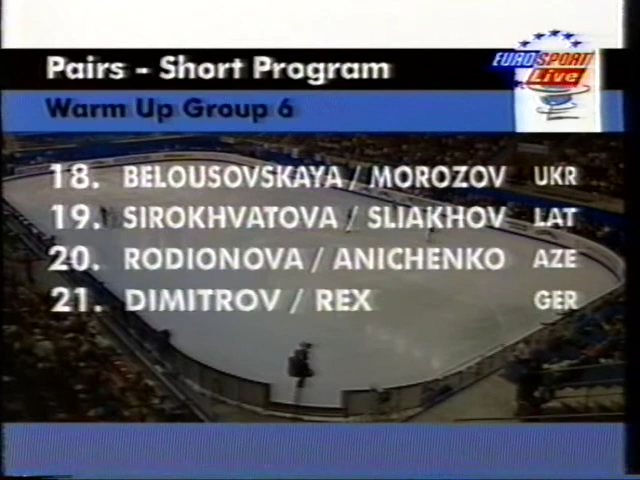 Pairs - Short Program
EUROSPORT
Live
Warm Up Group 6
18. BELOUSOVSKAYA / MOROZOV UKR
19. SIROKHVATOVA / SLIAKHOV LAT
20. RODIONOVA / ANICHENKO AZE
21. DIMITROV / REX GER